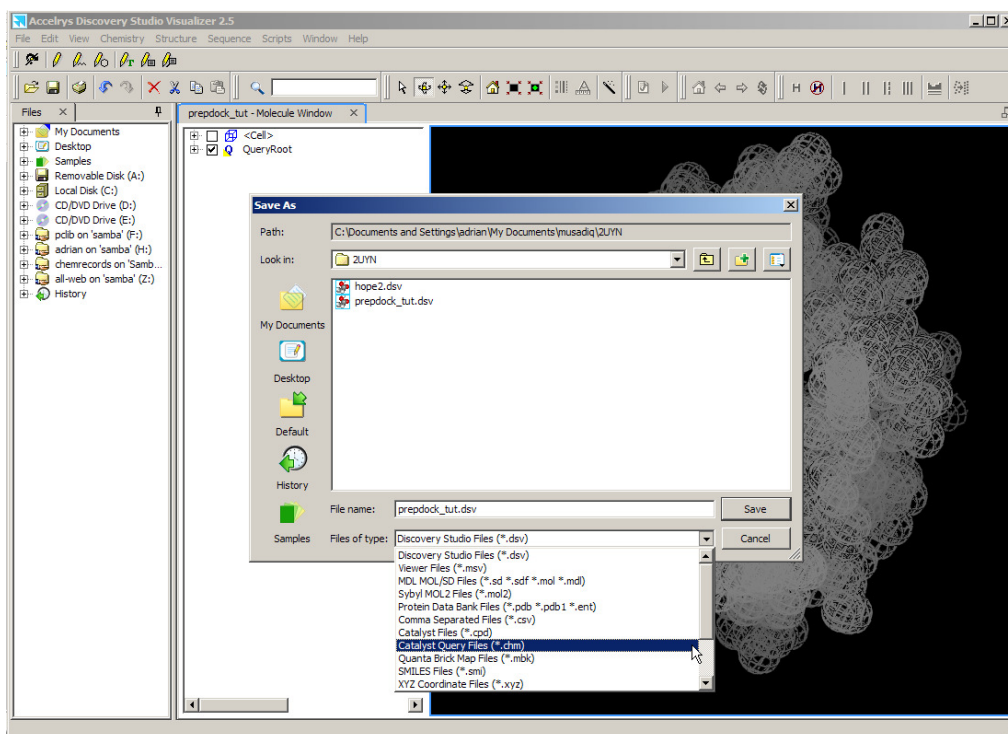 Accelrys Discovery Studio Visualizer 2.5
File Edit View Chemistry Structure Sequence Scripts Window Help
Files
prepdock_tut - Molecule Window
My Documents
Desktop
Samples
Removable Disk (A:)
Local Disk (C:)
CD/DVD Drive (D:)
CD/DVD Drive (E:)
pclib on 'samba' (F:)
adrian on 'samba' (H:)
chemrecords on 'Samb...
all-web on 'samba' (Z:)
History
<Cell>
Q QueryRoot
Save As
Path: C:\Documents and Settings\adrian\My Documents\musadiq\2UYN
Look in: 2UYN
hope2.dsv
prepdock_tut.dsv
My Documents
Desktop
Default
History
Samples
File name: prepdock_tut.dsv
Save
Files of type: Discovery Studio Files (*.dsv)
Cancel
Discovery Studio Files (*.dsv)
Viewer Files (*.msv)
MDL MOL/SD Files (*.sd *.sdf *.mol *.mdl)
Sybyl MOL2 Files (*.mol2)
Protein Data Bank Files (*.pdb *.pdb1 *.ent)
Comma Separated Files (*.csv)
Catalyst Files (*.cpd)
Catalyst Query Files (*.chm)
Quanta Brick Map Files (*.mbk)
SMILES Files (*.smi)
XYZ Coordinate Files (*.xyz)